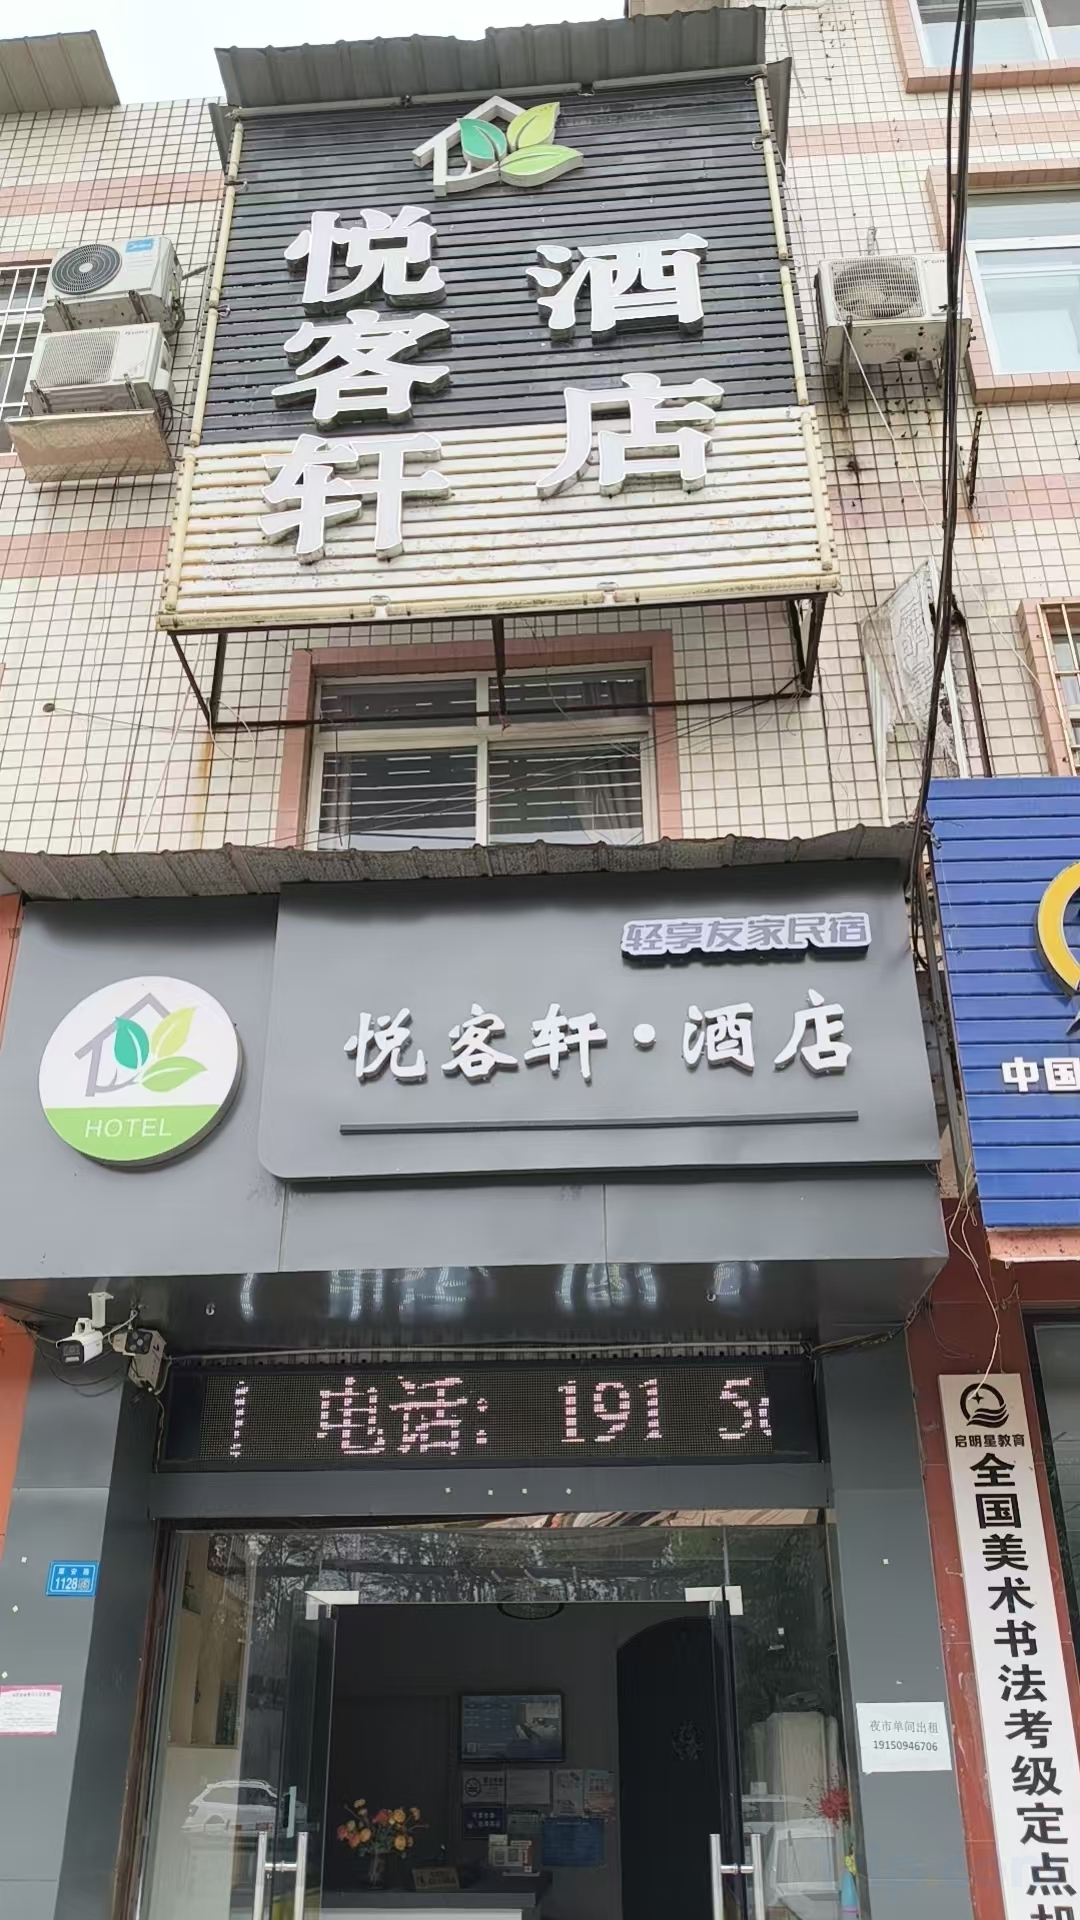 悦客轩
酒店
轻享友家民宿
悦客轩·酒店
HOTEL
中国
电话: 191 5
启明星教育
全国美术书法考级定点机
1128
夜市单间出租
19150946706